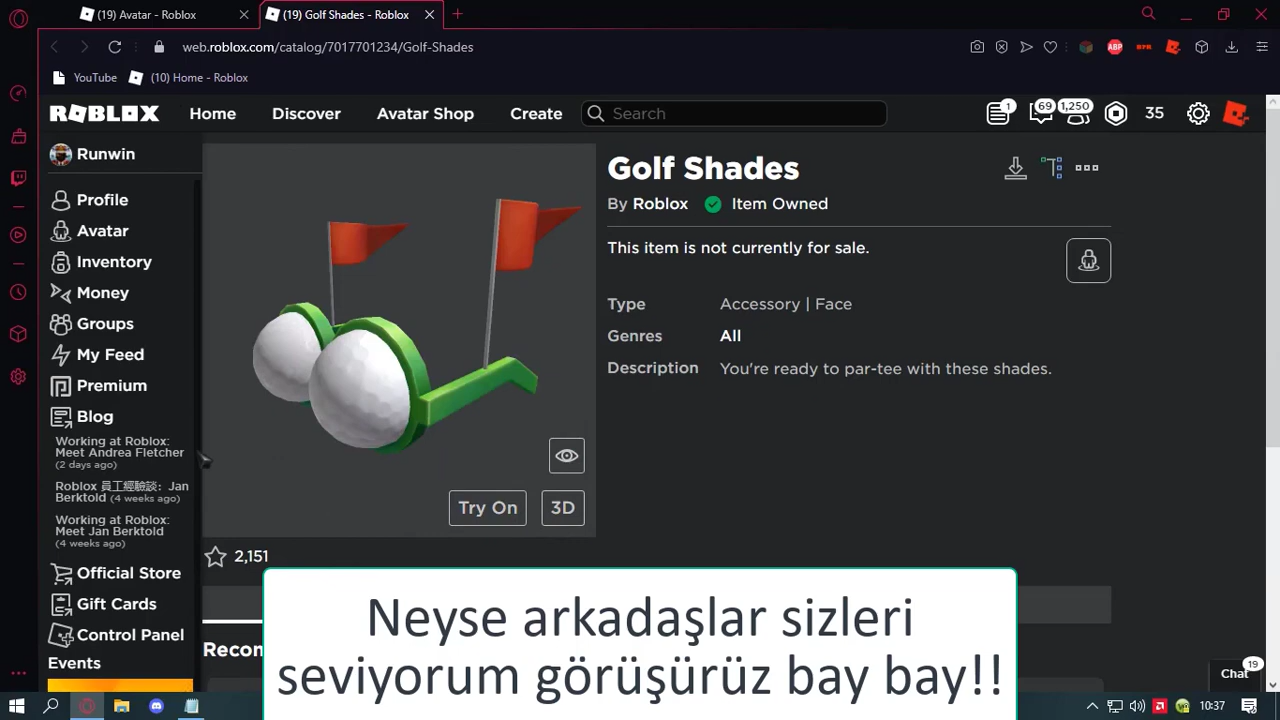 (19) Avatar - Roblox
(19) Golf Shades - Roblox
web.roblox.com/catalog/7017701234/Golf-Shades
ABP
YouTube
(10) Home - Roblox
ROBLOX
Home
Discover
Avatar Shop
Create
Search
1
69
1,250
35
Runwin
Profile
Avatar
Inventory
Money
Groups
My Feed
Premium
Blog
Working at Roblox:
Meet Andrea Fletcher
(2 days ago)
Roblox 員工經驗談：Jan
Berktold (4 weeks ago)
Working at Roblox:
Meet Jan Berktold
(4 weeks ago)
Official Store
Gift Cards
Control Panel
Events
Try On
3D
2,151
Golf Shades
By Roblox
Item Owned
This item is not currently for sale.
Type
Accessory | Face
Genres
All
Description
You're ready to par-tee with these shades.
Recom
Neyse arkadaşlar sizleri
seviyorum görüşürüz bay bay!!
Chat
19
10:37